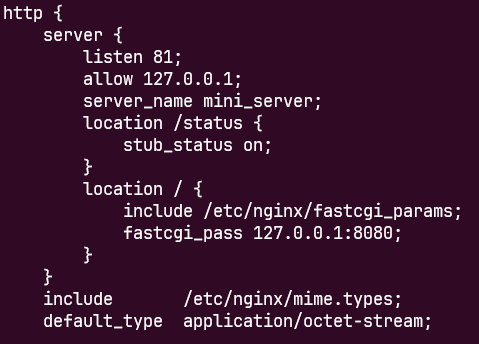 http {
    server {
        listen 81;
        allow 127.0.0.1;
        server_name mini_server;
        location /status {
            stub_status on;
        }
        location / {
            include /etc/nginx/fastcgi_params;
            fastcgi_pass 127.0.0.1:8080;
        }
    }
    include       /etc/nginx/mime.types;
    default_type  application/octet-stream;